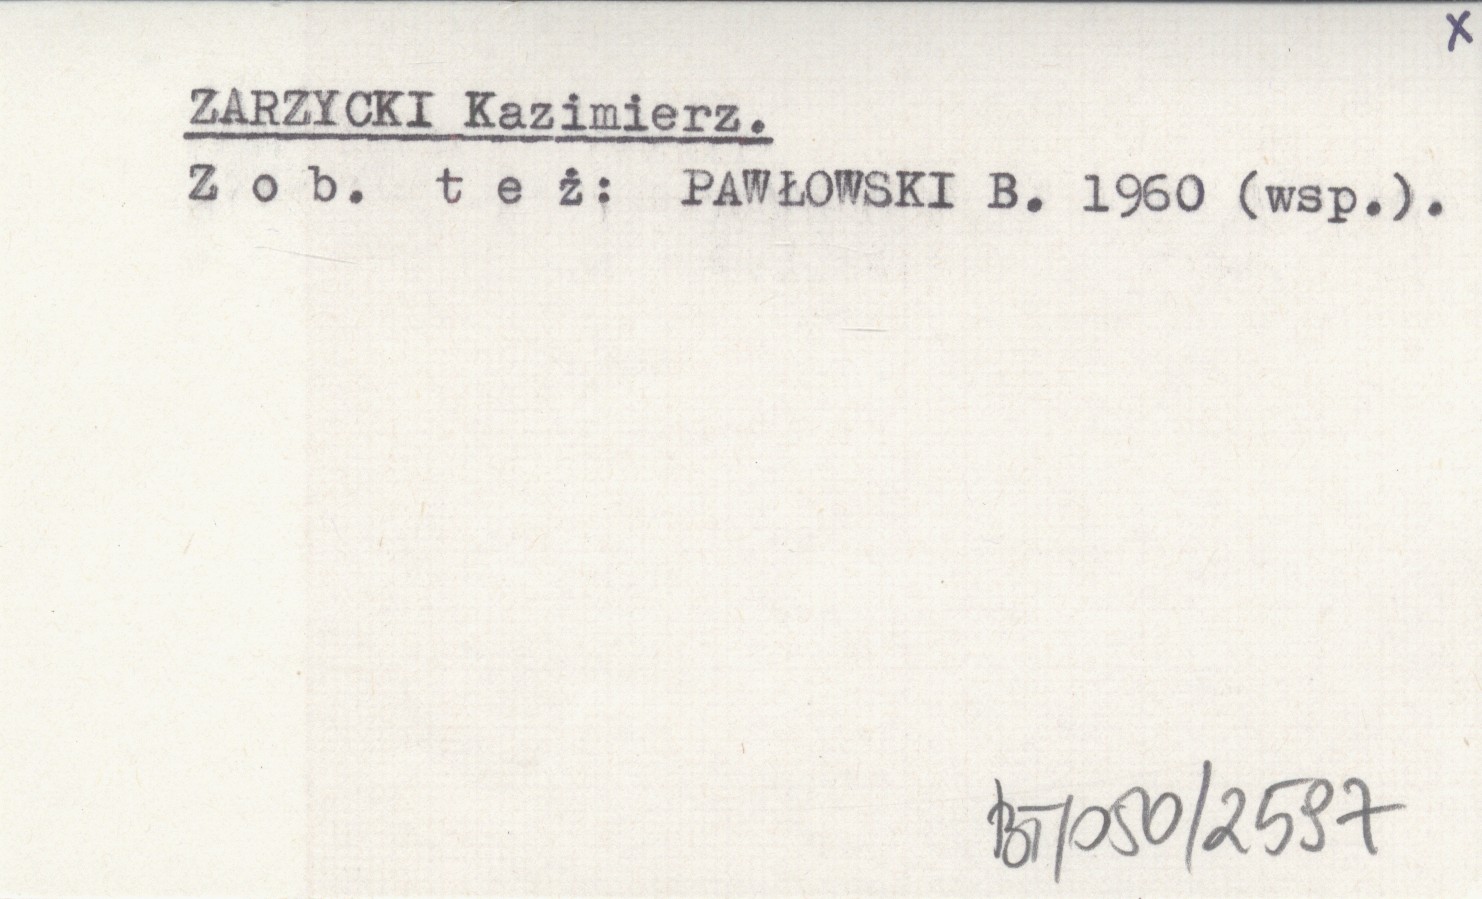 x
ZARZYCKI Kazimierz.
Z o b. t e ż: PAWŁOWSKI B. 1960 (wsp.).
BT/050/2597